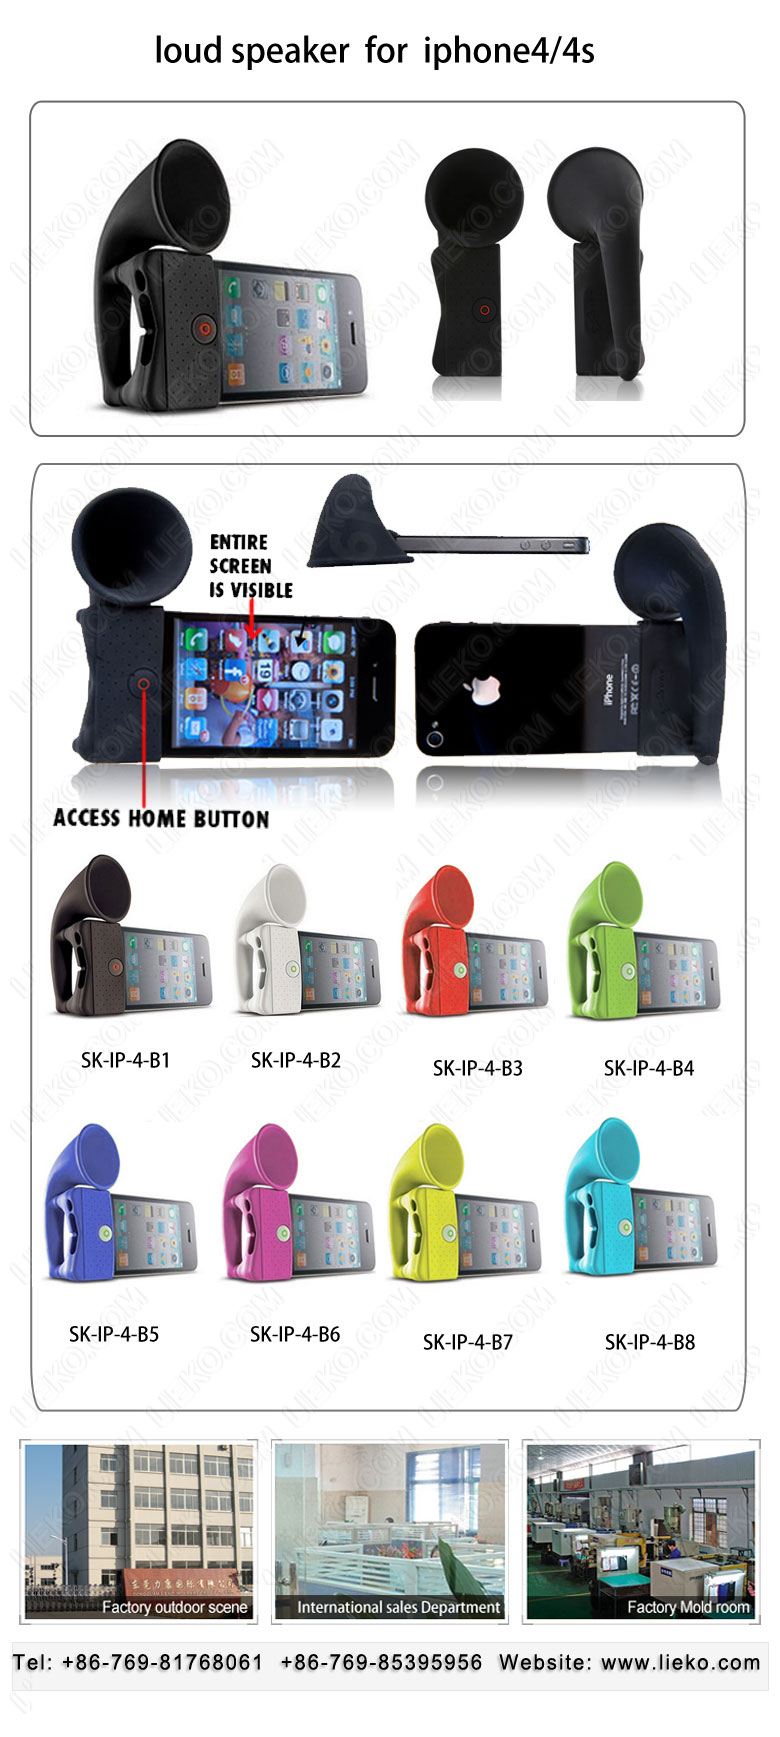 loud speaker for iphone4/4s
LIEKO.COM
ENTIRE
SCREEN
IS VISIBLE
iPhone
ACCESS HOME BUTTON
SK-IP-4-B1
SK-IP-4-B2
SK-IP-4-B3
SK-IP-4-B4
SK-IP-4-B5
SK-IP-4-B6
SK-IP-4-B7
SK-IP-4-B8
Factory outdoor scene
International sales Department
Factory Mold room
Tel: +86-769-81768061 +86-769-85395956 Website: www.lieko.com